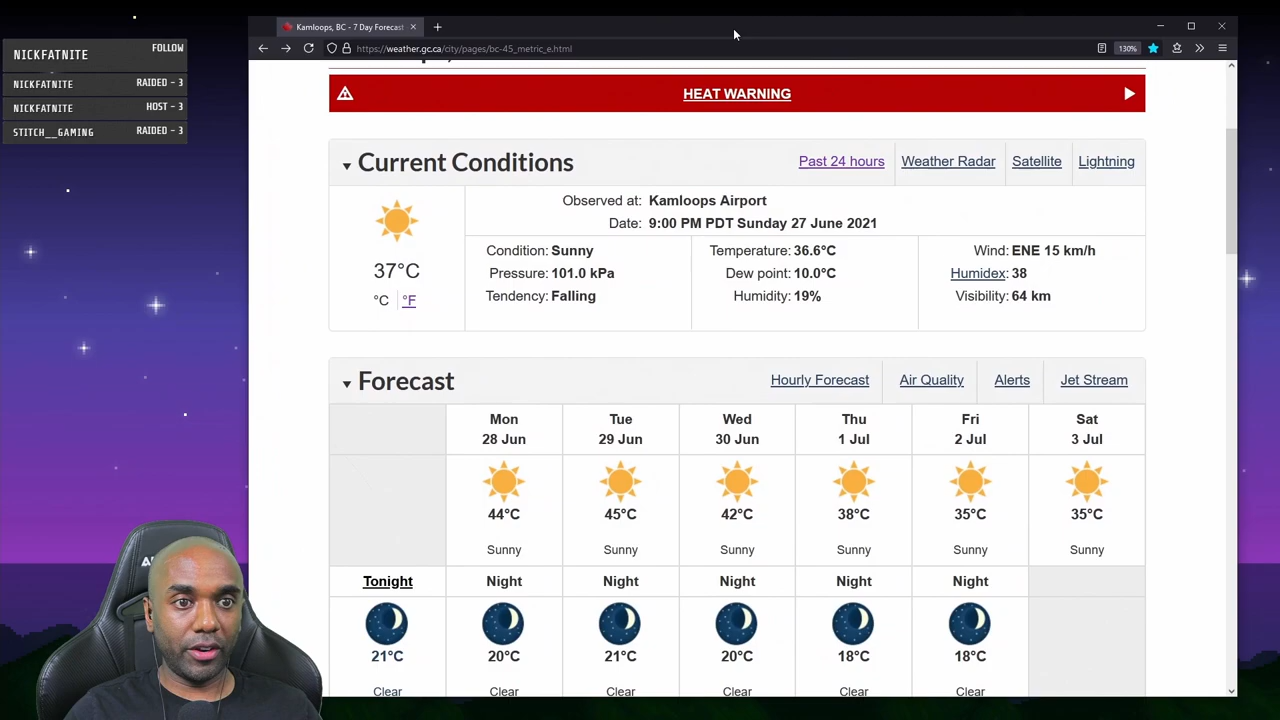 NICKFATNITE FOLLOW
NICKFATNITE RAIDED - 3
NICKFATNITE HOST - 3
STITCH__GAMING RAIDED - 3
Kamloops, BC - 7 Day Forecast
https://weather.gc.ca/city/pages/bc-45_metric_e.html
130%
HEAT WARNING
Current Conditions
Past 24 hours Weather Radar Satellite Lightning
Observed at: Kamloops Airport
Date: 9:00 PM PDT Sunday 27 June 2021
37°C
°C °F
Condition: Sunny
Pressure: 101.0 kPa
Tendency: Falling
Temperature: 36.6°C
Dew point: 10.0°C
Humidity: 19%
Wind: ENE 15 km/h
Humidex: 38
Visibility: 64 km
Forecast
Hourly Forecast Air Quality Alerts Jet Stream
Mon Tue Wed Thu Fri Sat
28 Jun 29 Jun 30 Jun 1 Jul 2 Jul 3 Jul
44°C 45°C 42°C 38°C 35°C 35°C
Sunny Sunny Sunny Sunny Sunny Sunny
Tonight Night Night Night Night Night
21°C 20°C 21°C 20°C 18°C 18°C
Clear Clear Clear Clear Clear Clear